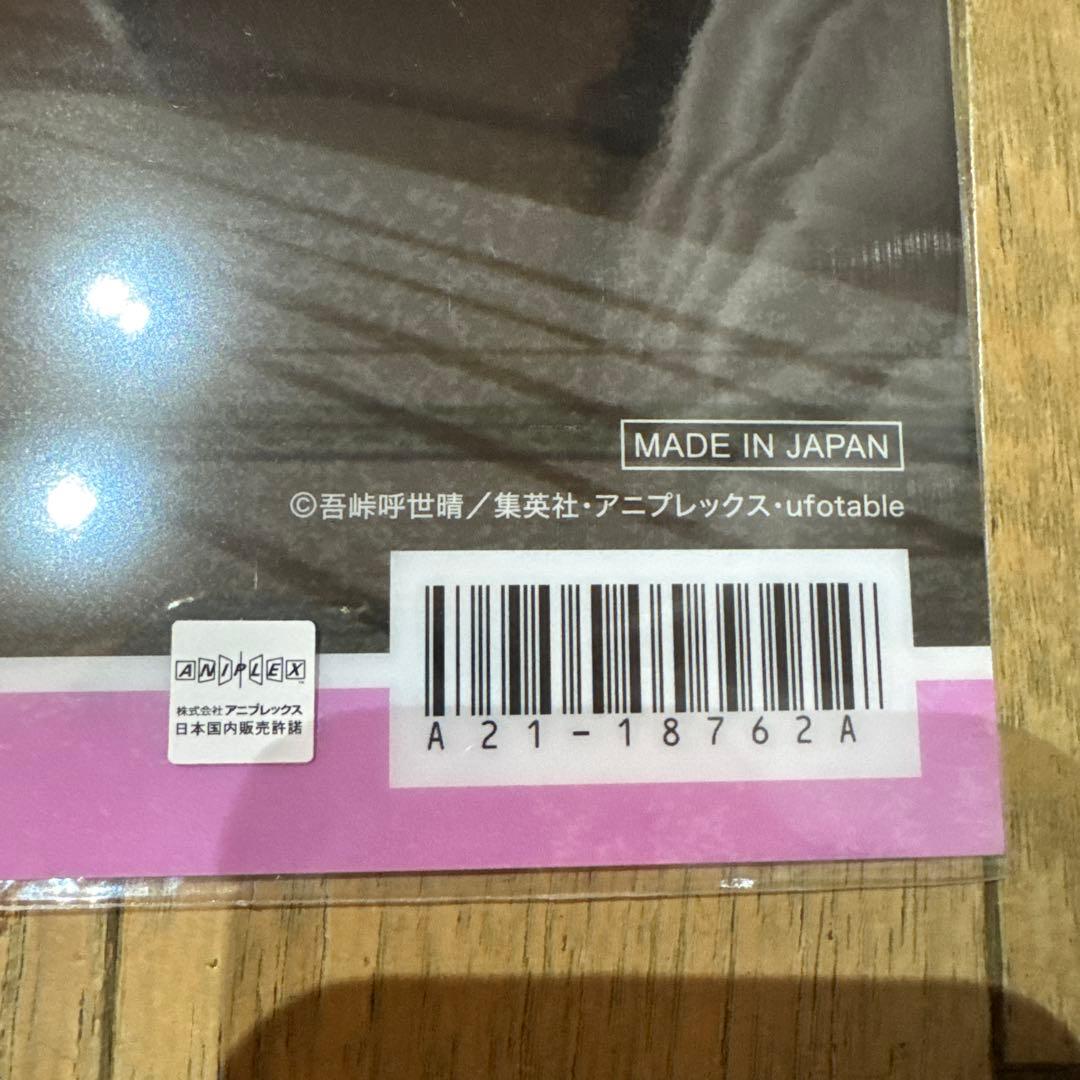 MADE IN JAPAN
©吾峠呼世晴／集英社・アニプレックス・ufotable
ANIPLEX™
株式会社アニプレックス
日本国内販売許諾
A21-18762A